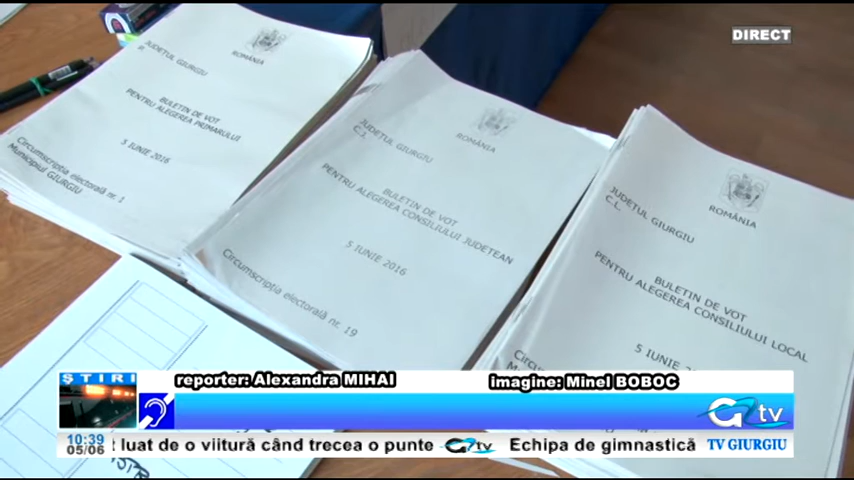 DIRECT
ROMÂNIA
JUDEȚUL GIURGIU
P.
BULETIN DE VOT
PENTRU ALEGEREA PRIMARULUI
5 IUNIE 2016
Circumscripția electorală nr. 1
Municipiul GIURGIU
ROMÂNIA
JUDEȚUL GIURGIU
C.J.
BULETIN DE VOT
PENTRU ALEGEREA CONSILIULUI JUDEȚEAN
5 IUNIE 2016
Circumscripția electorală nr. 19
ROMÂNIA
JUDEȚUL GIURGIU
C.L.
BULETIN DE VOT
PENTRU ALEGEREA CONSILIULUI LOCAL
5 IUNIE
ȘTIRI
reporter: Alexandra MIHAI
imagine: Minel BOBOC
G tv
10:39
luat de o viitură când trecea o punte G tv Echipa de gimnastică
TV GIURGIU
05/06